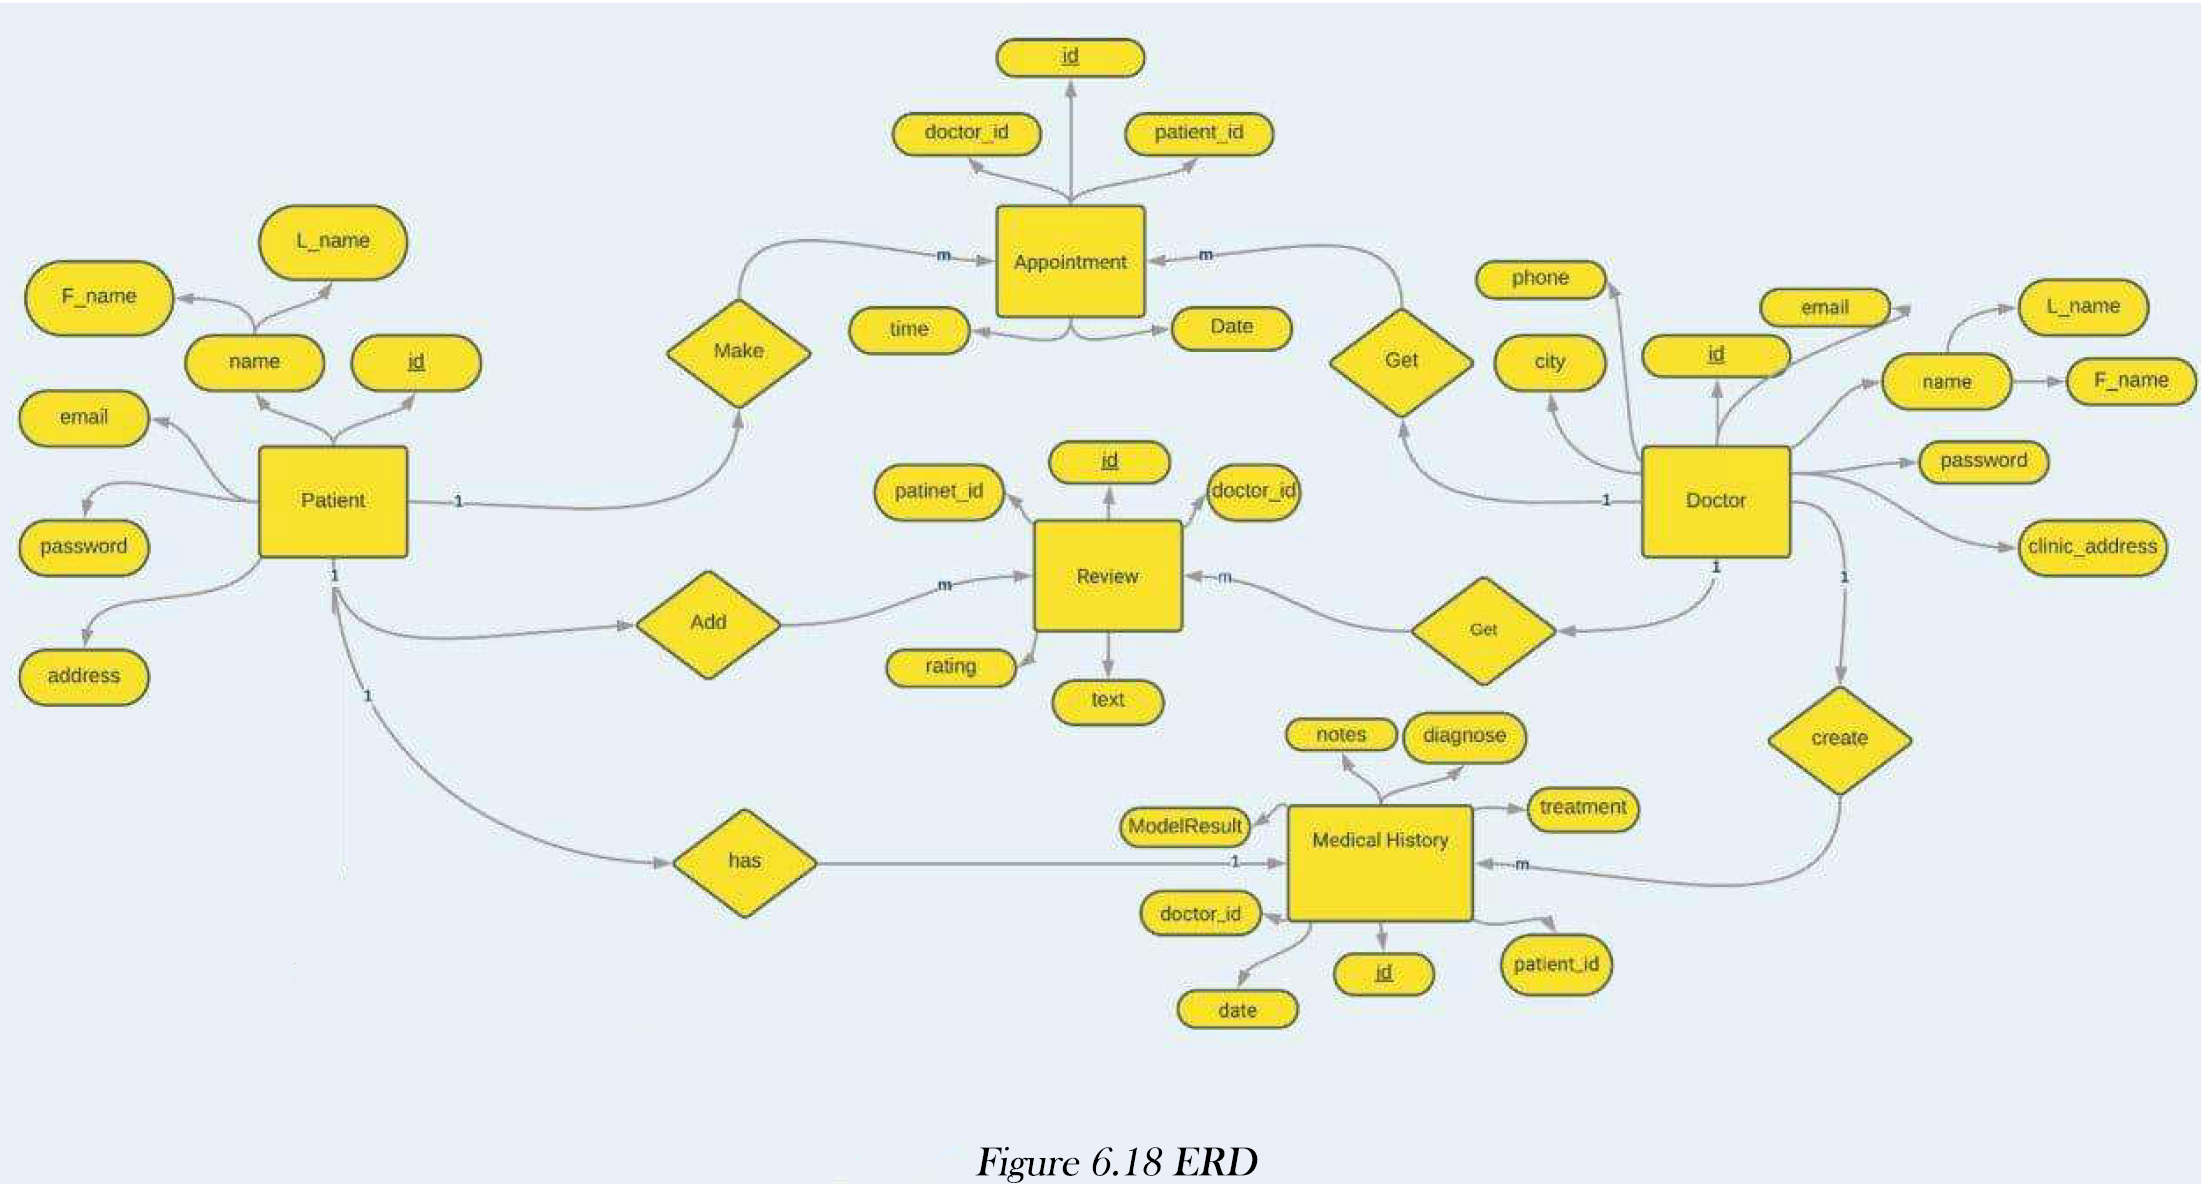 id
doctor_id
patient_id
L_name
F_name
name
id
email
Patient
password
address
1
1
1
Make
m
Appointment
m
time
Date
Get
1
phone
city
id
email
L_name
name
F_name
password
Doctor
clinic_address
1
1
Add
m
id
patinet_id
doctor_id
Review
m
rating
text
Get
create
notes
diagnose
ModelResult
treatment
Medical History
has
1
m
doctor_id
id
patient_id
date
Figure 6.18 ERD